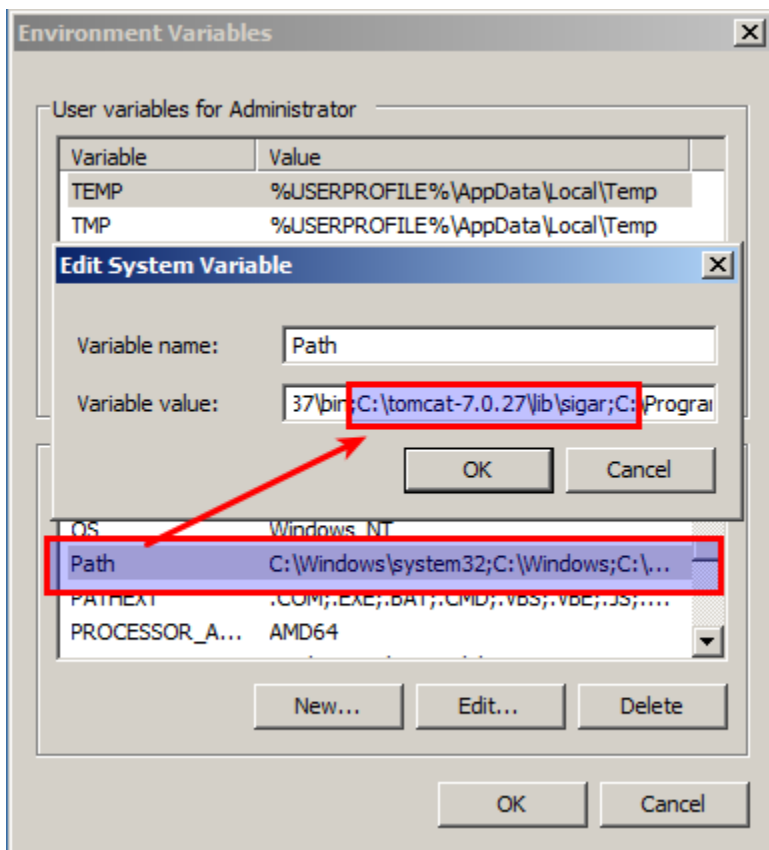 Environment Variables
User variables for Administrator
Variable Value
TEMP %USERPROFILE%\AppData\Local\Temp
TMP %USERPROFILE%\AppData\Local\Temp
Edit System Variable
Variable name: Path
Variable value: 37\bin;C:\tomcat-7.0.27\lib\sigar;C:\Program
OK Cancel
OS Windows_NT
Path C:\Windows\system32;C:\Windows;C:\...
PATHEXT .COM;.EXE;.BAT;.CMD;.VBS;.VBE;.JS;....
PROCESSOR_A... AMD64
New... Edit... Delete
OK Cancel